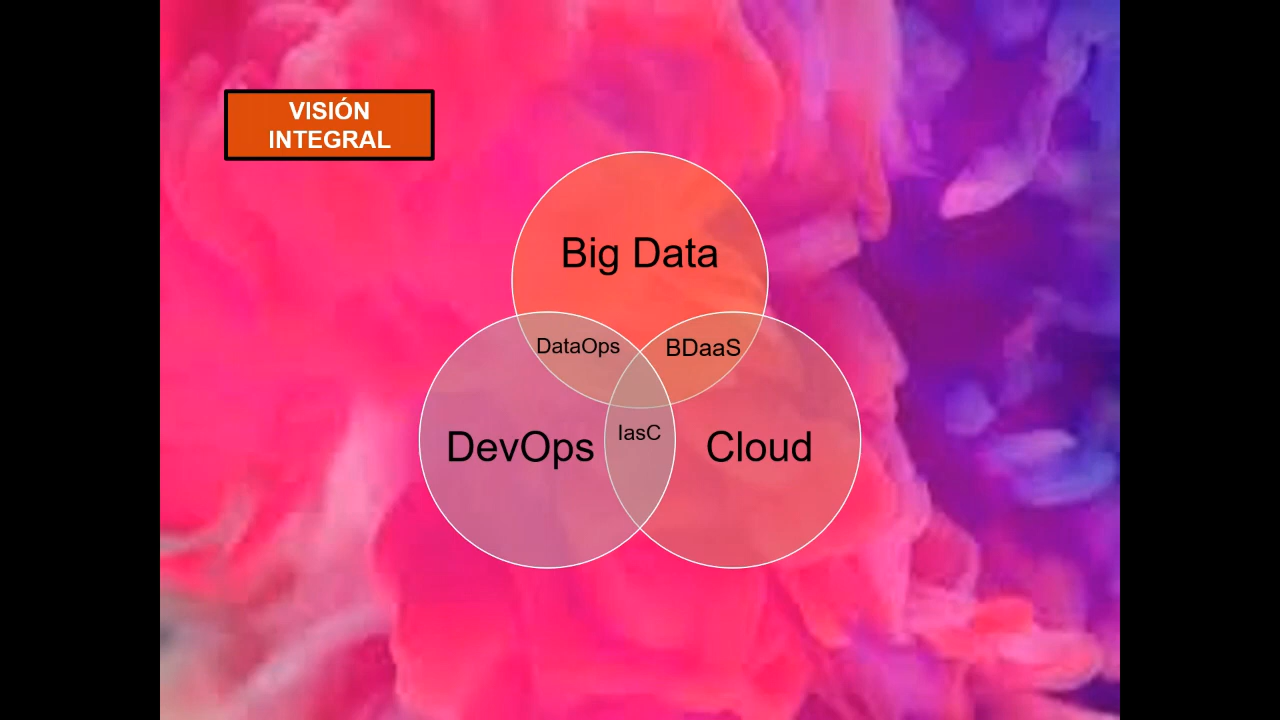 VISIÓN
INTEGRAL
Big Data
DataOps
BDaaS
DevOps
IasC
Cloud